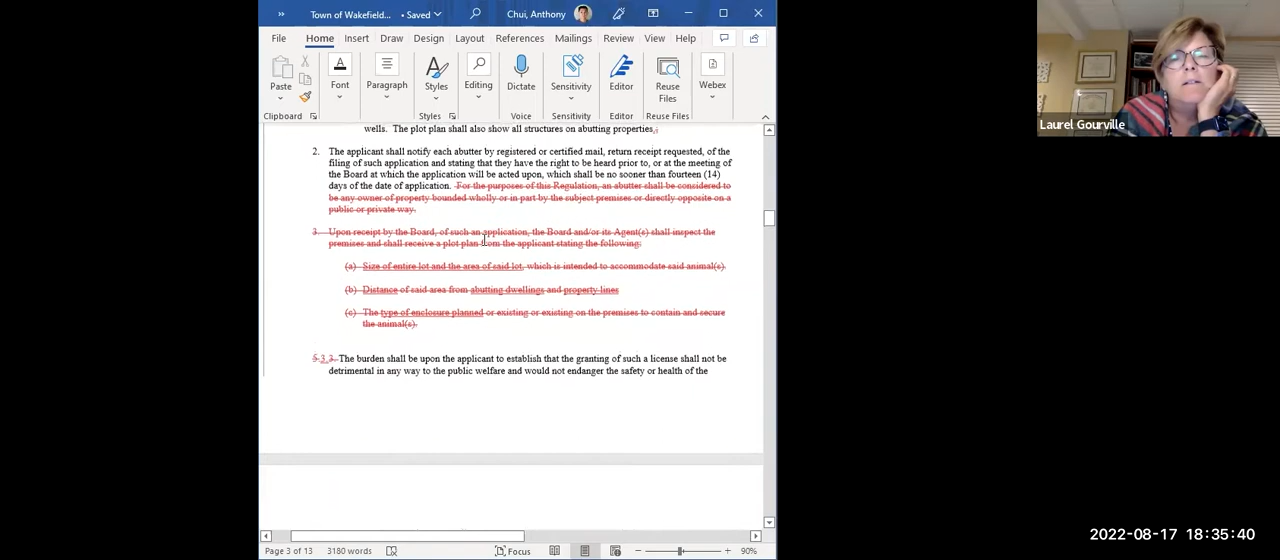 Town of Wakefield... • Saved
Chui, Anthony
File Home Insert Draw Design Layout References Mailings Review View Help
Paste Font Paragraph Styles Editing Dictate Sensitivity Editor Reuse Files Webex
Clipboard Styles Voice Sensitivity Reuse Files
wells. The plot plan shall also show all structures on abutting properties.
2. The applicant shall notify each abutter by registered or certified mail, return receipt requested, of the
filing of such application and stating that they have the right to be heard prior to, or at the meeting of
the Board at which the application will be acted upon, which shall be no sooner than fourteen (14)
days of the date of application. For the purposes of this Regulation, an abutter shall be considered to
be any owner of property bounded wholly or in part by the subject premises or directly opposite on a
public or private way.
3. Upon receipt by the Board, of such an application, the Board and/or its Agent(s) shall inspect the
premises and shall receive a plot plan from the applicant stating the following:
(a) Size of entire lot and the area of said lot, which is intended to accommodate said animal(s).
(b) Distance of said area from abutting dwellings and property lines
(c) The type of enclosure planned or existing or existing on the premises to contain and secure
the animal(s).
5.3.3. The burden shall be upon the applicant to establish that the granting of such a license shall not be
detrimental in any way to the public welfare and would not endanger the safety or health of the
Page 3 of 13 3180 words Focus 90%
Laurel Gourville
2022-08-17 18:35:40